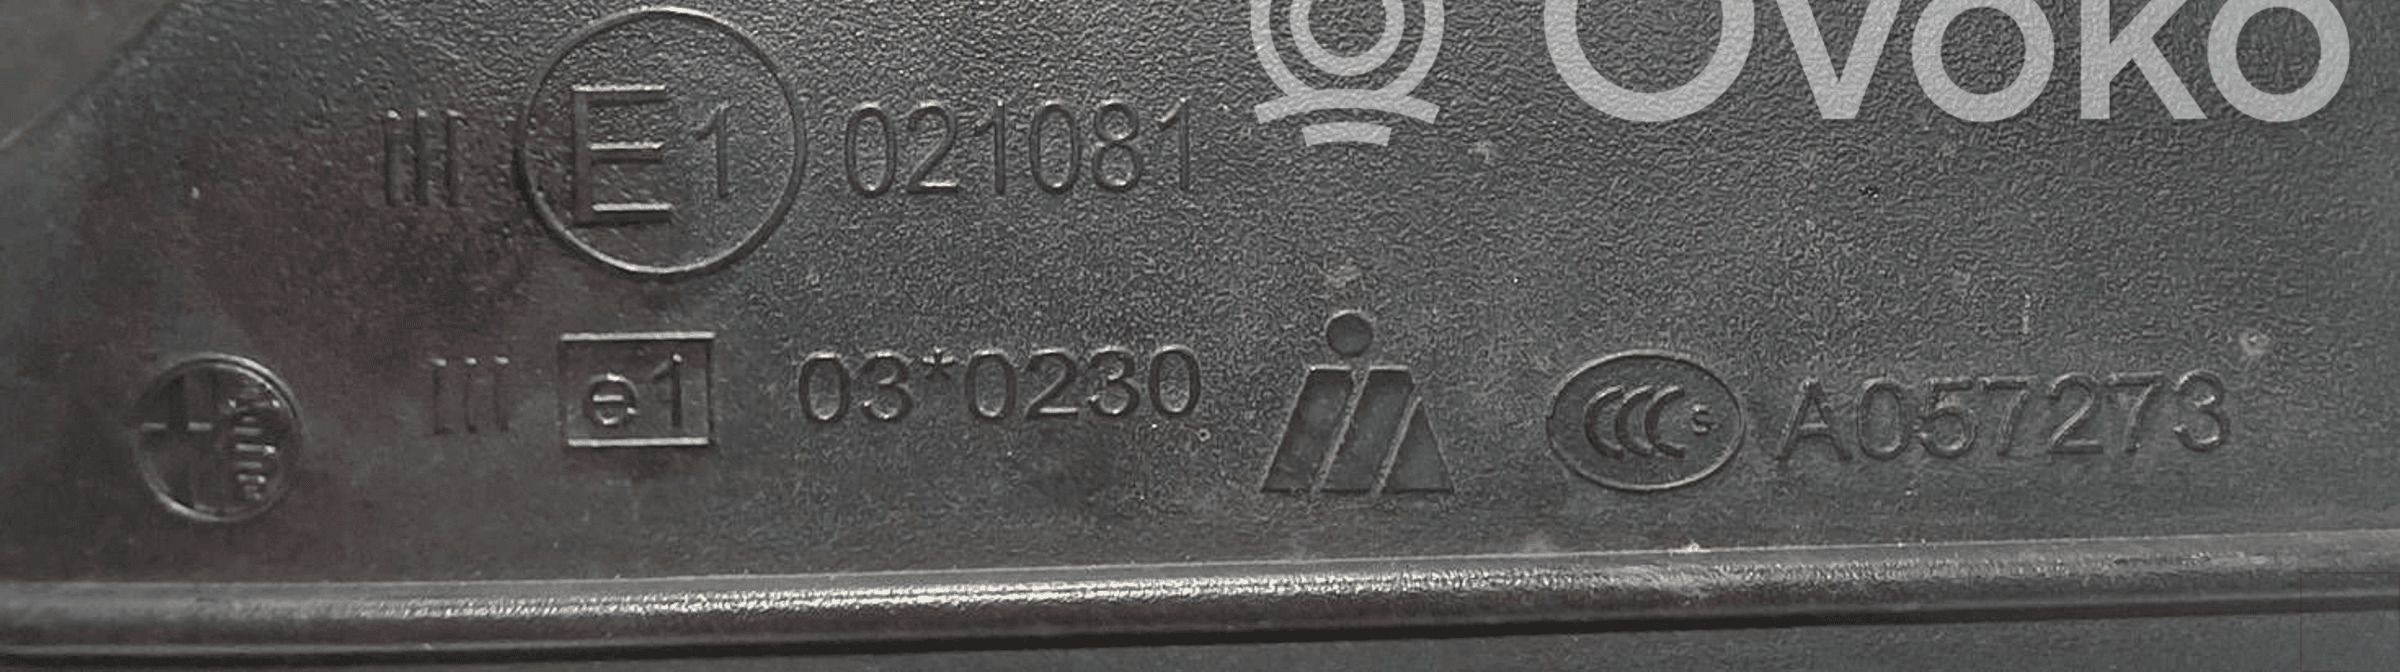 Ovoko
III E1 021081
III e1 03*0230 CCC S A057273